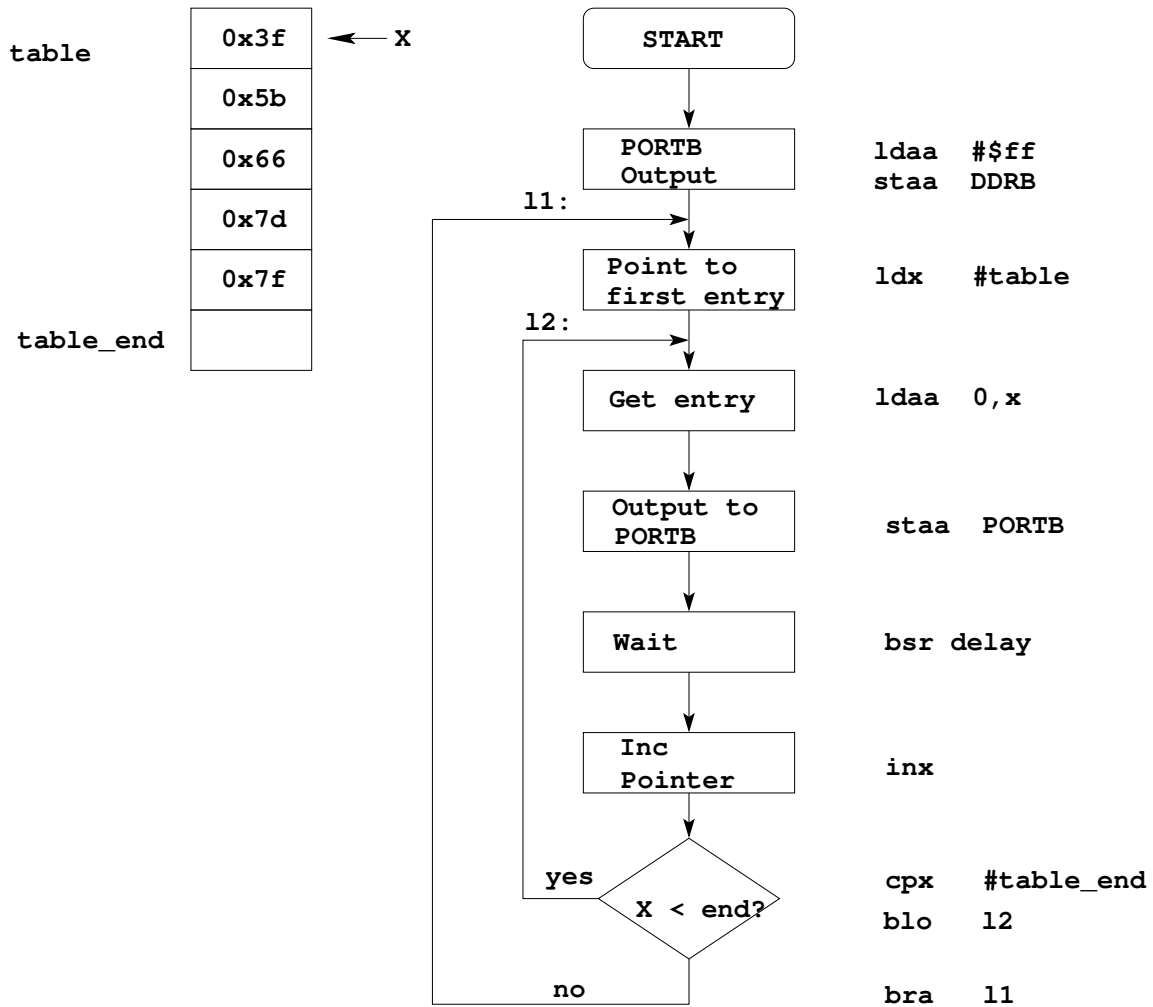 table
0x3f
X
0x5b
0x66
0x7d
0x7f
table_end
START
PORTB
Output
ldaa #$ff
staa DDRB
l1:
Point to
first entry
ldx #table
l2:
Get entry
ldaa 0,x
Output to
PORTB
staa PORTB
Wait
bsr delay
Inc
Pointer
inx
yes
X < end?
cpx #table_end
blo l2
no
bra l1